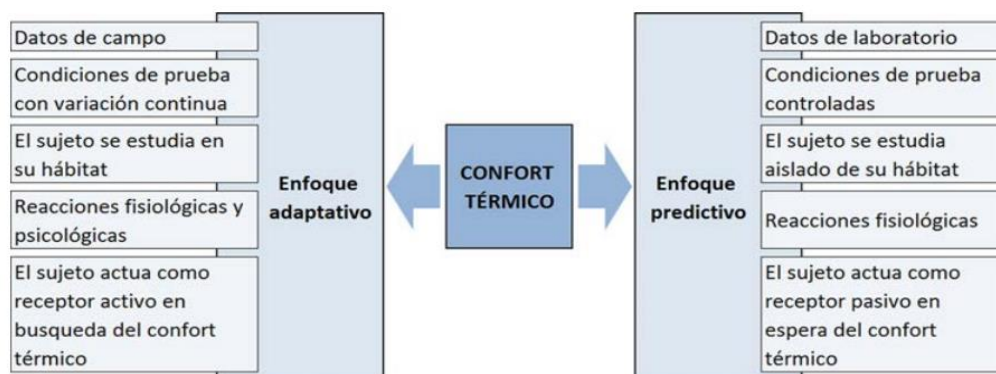 Datos de campo
Condiciones de prueba
con variación continua
El sujeto se estudia en
su hábitat
Reacciones fisiológicas y
psicológicas
El sujeto actua como
receptor activo en
busqueda del confort
térmico
Enfoque
adaptativo
CONFORT
TÉRMICO
Enfoque
predictivo
Datos de laboratorio
Condiciones de prueba
controladas
El sujeto se estudia
aislado de su hábitat
Reacciones fisiológicas
El sujeto actua como
receptor pasivo en
espera del confort
térmico